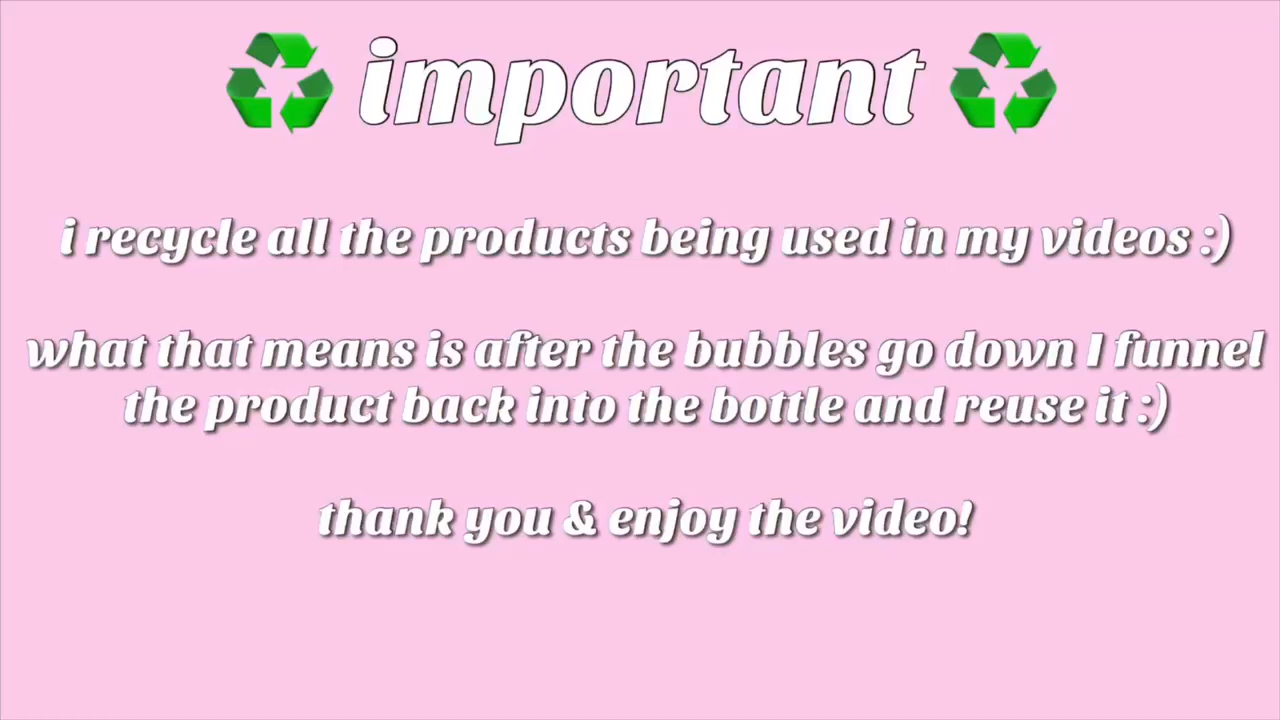 important
i recycle all the products being used in my videos :)
what that means is after the bubbles go down I funnel
the product back into the bottle and reuse it :)
thank you & enjoy the video!